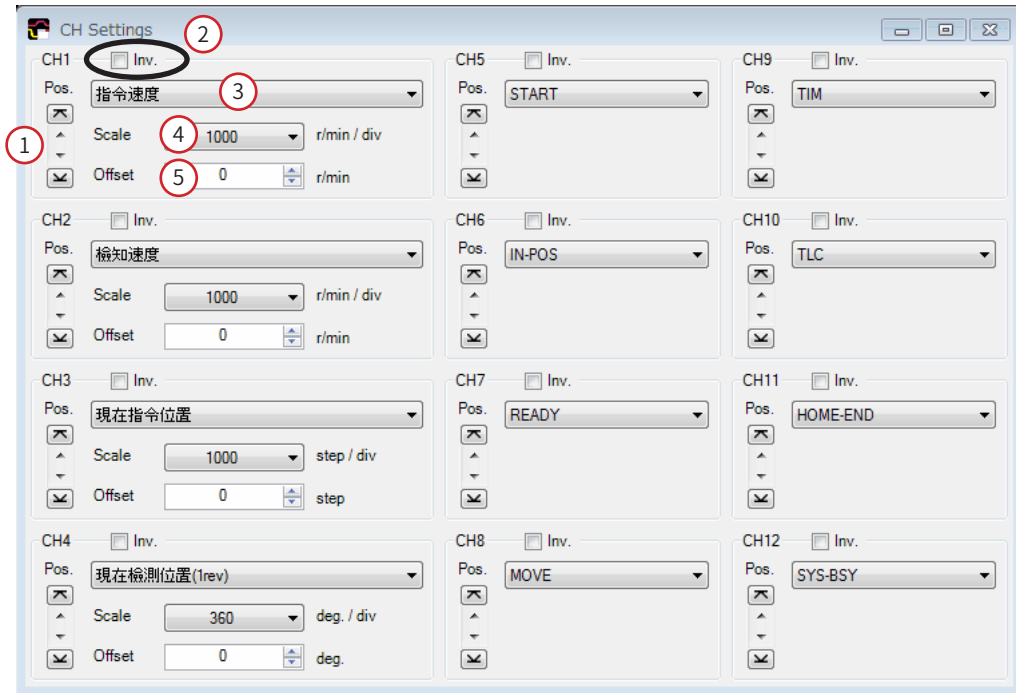 CH Settings
②
CH1 Inv.
Pos. 指令速度 ③
① Scale ④ 1000 r/min / div
Offset ⑤ 0 r/min
CH2 Inv.
Pos. 檢知速度
Scale 1000 r/min / div
Offset 0 r/min
CH3 Inv.
Pos. 現在指令位置
Scale 1000 step / div
Offset 0 step
CH4 Inv.
Pos. 現在檢測位置(1rev)
Scale 360 deg. / div
Offset 0 deg.
CH5 Inv.
Pos. START
CH6 Inv.
Pos. IN-POS
CH7 Inv.
Pos. READY
CH8 Inv.
Pos. MOVE
CH9 Inv.
Pos. TIM
CH10 Inv.
Pos. TLC
CH11 Inv.
Pos. HOME-END
CH12 Inv.
Pos. SYS-BSY